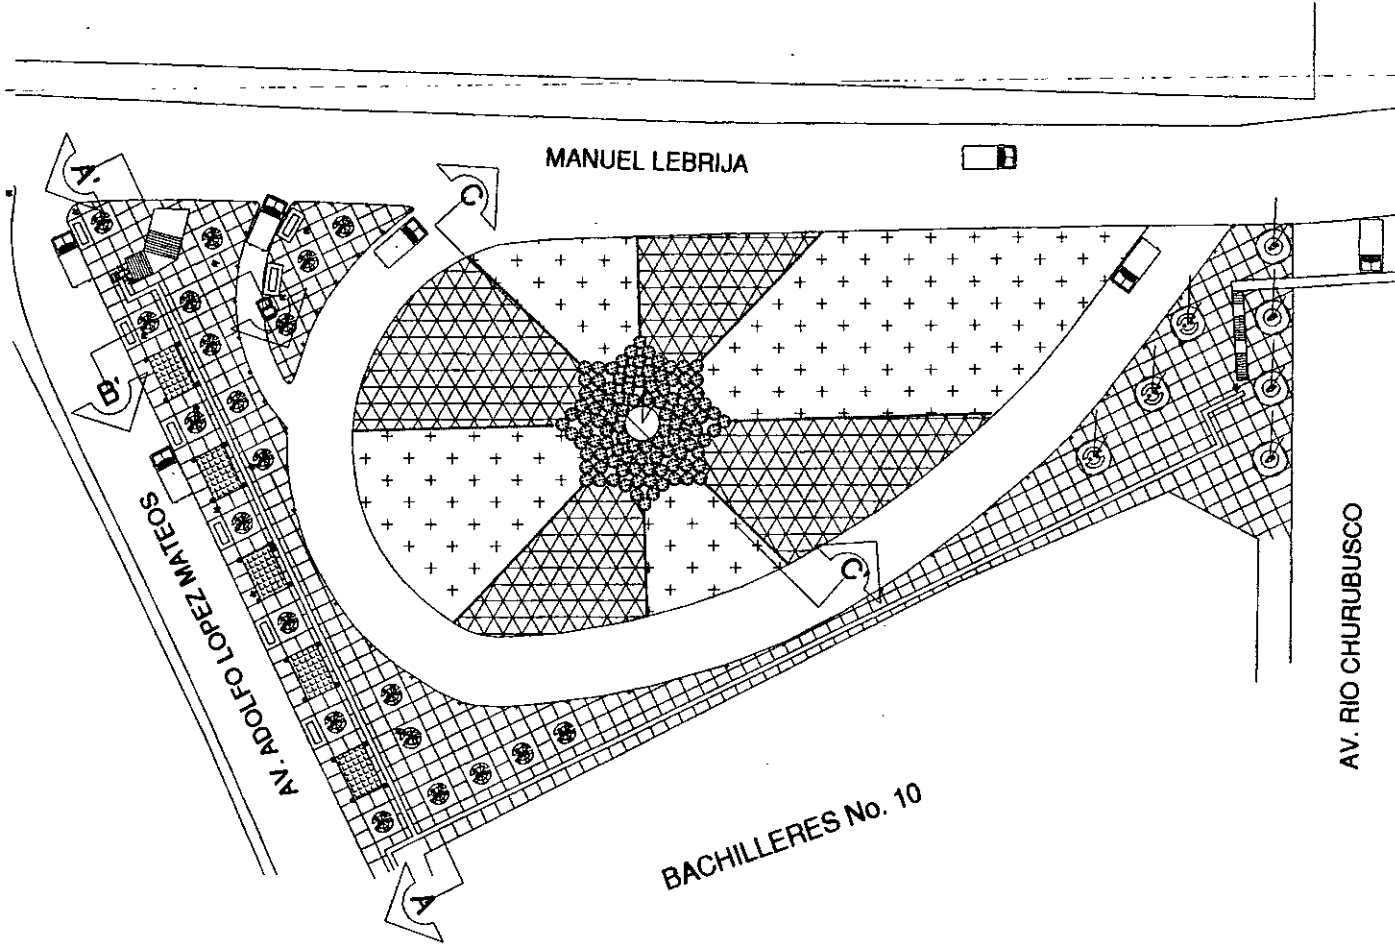 MANUEL LEBRIJA
A'
C
B
B'
C'
AV. ADOLFO LOPEZ MATEOS
AV. RIO CHURUBUSCO
BACHILLERES No. 10
A